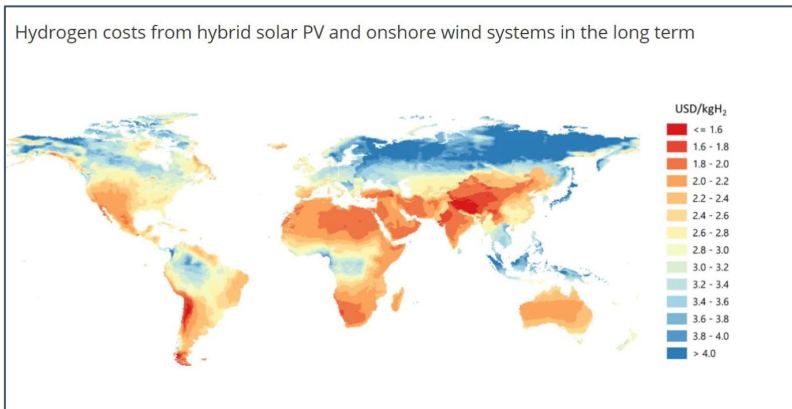 Hydrogen costs from hybrid solar PV and onshore wind systems in the long term
USD/kgH₂
<= 1.6
1.6 - 1.8
1.8 - 2.0
2.0 - 2.2
2.2 - 2.4
2.4 - 2.6
2.6 - 2.8
2.8 - 3.0
3.0 - 3.2
3.2 - 3.4
3.4 - 3.6
3.6 - 3.8
3.8 - 4.0
> 4.0